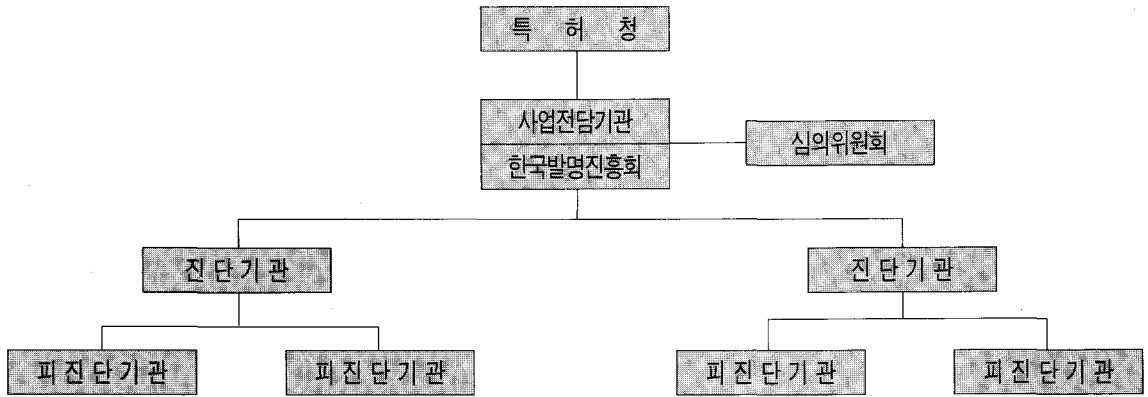 특 허 청
사업전담기관
한국발명진흥회
심의위원회
진 단 기 관
진 단 기 관
피 진 단 기 관
피 진 단 기 관
피 진 단 기 관
피 진 단 기 관